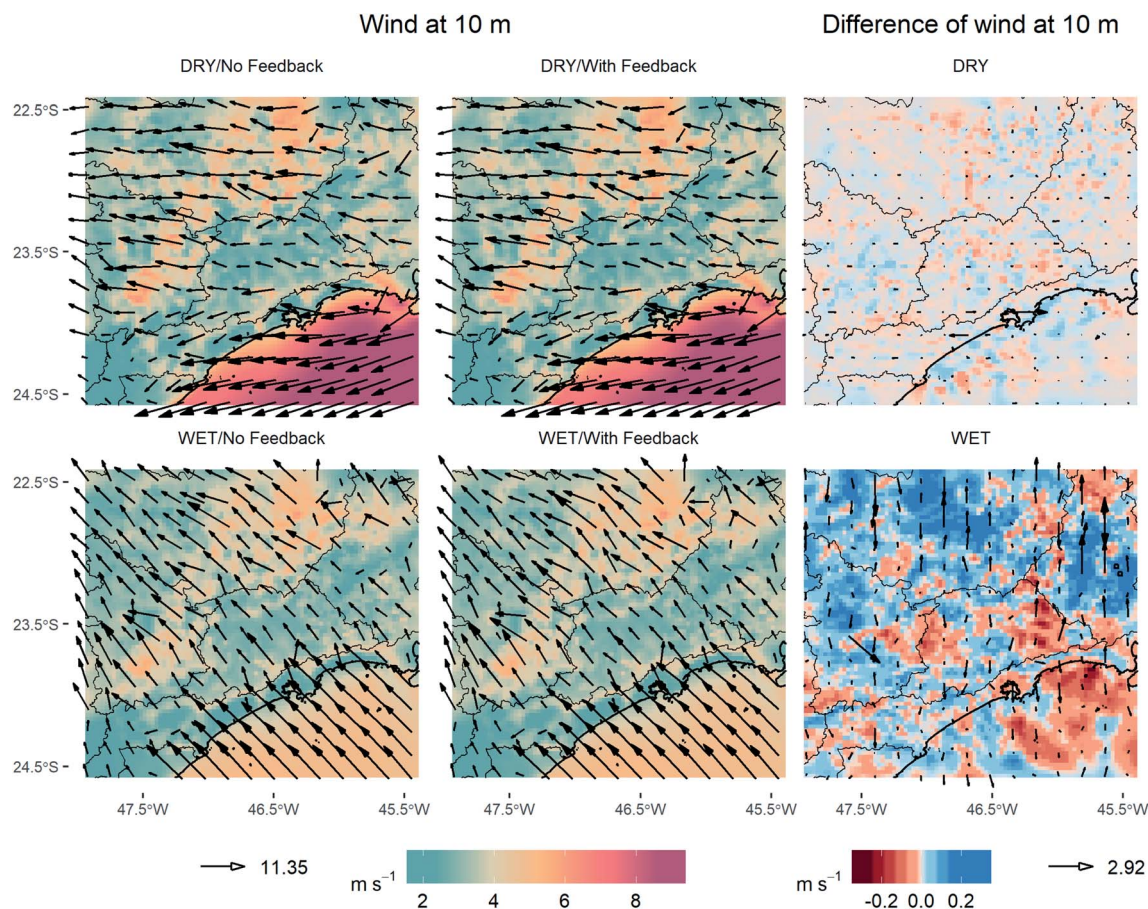 Wind at 10 m
Difference of wind at 10 m
DRY/No Feedback
DRY/With Feedback
DRY
22.5°S
23.5°S
24.5°S
WET/No Feedback
WET/With Feedback
WET
22.5°S
23.5°S
24.5°S
47.5°W 46.5°W 45.5°W
47.5°W 46.5°W 45.5°W
47.5°W 46.5°W 45.5°W
11.35
m s⁻¹
2 4 6 8
m s⁻¹
-0.2 0.0 0.2
2.92